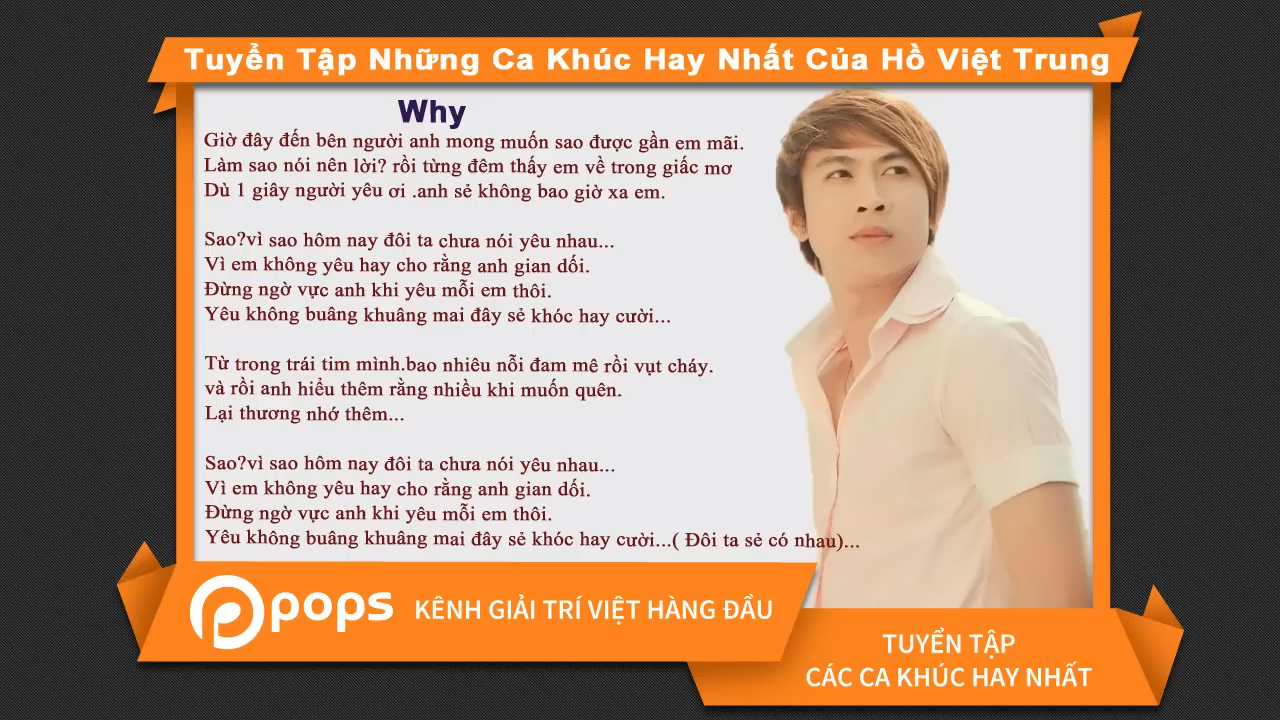 Tuyển Tập Những Ca Khúc Hay Nhất Của Hồ Việt Trung
Why
Giờ đây đến bên người anh mong muốn sao được gần em mãi.
Làm sao nói nên lời? rồi từng đêm thấy em về trong giấc mơ
Dù 1 giây người yêu ơi .anh sẻ không bao giờ xa em.
Sao?vì sao hôm nay đôi ta chưa nói yêu nhau...
Vì em không yêu hay cho rằng anh gian dối.
Đừng ngờ vực anh khi yêu mỗi em thôi.
Yêu không buâng khuâng mai đây sẻ khóc hay cười...
Từ trong trái tim mình.bao nhiêu nỗi đam mê rồi vụt cháy.
và rồi anh hiểu thêm rằng nhiều khi muốn quên.
Lại thương nhớ thêm...
Sao?vì sao hôm nay đôi ta chưa nói yêu nhau...
Vì em không yêu hay cho rằng anh gian dối.
Đừng ngờ vực anh khi yêu mỗi em thôi.
Yêu không buâng khuâng mai đây sẻ khóc hay cười...( Đôi ta sẻ có nhau)...
pops KÊNH GIẢI TRÍ VIỆT HÀNG ĐẦU
TUYỂN TẬP
CÁC CA KHÚC HAY NHẤT